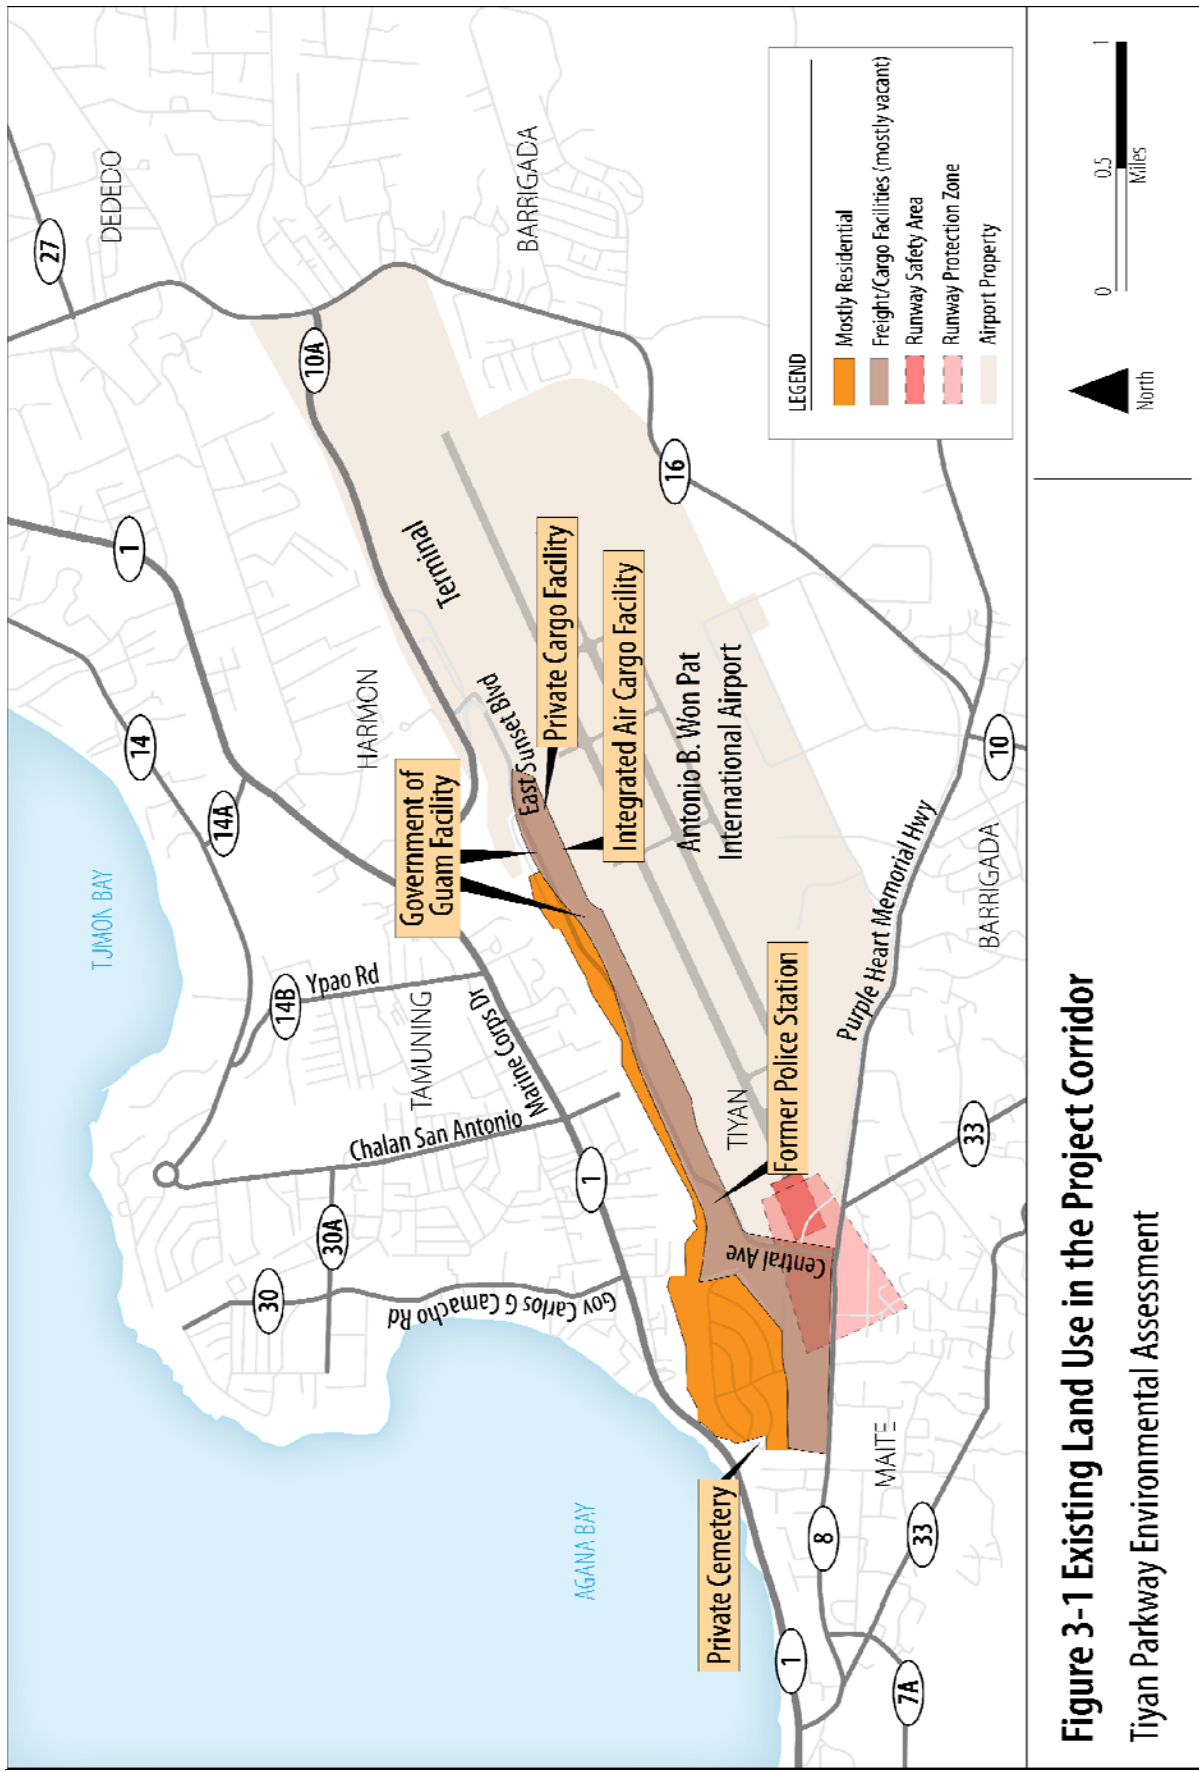 TUMON BAY
AGANA BAY
DEDEDO
BARRIGADA
HARMON
TAMUNING
TIYAN
MAITE
BARRIGADA
27
1
14
14A
14B
10A
16
10
30A
30
1
33
8
33
1
7A
Ypao Rd
Chalan San Antonio
Marine Corps Dr
Gov Carlos G Camacho Rd
Central Ave
East Sunset Blvd
Purple Heart Memorial Hwy
Terminal
Antonio B. Won Pat
International Airport
Government of
Guam Facility
Private Cargo Facility
Integrated Air Cargo Facility
Former Police Station
Private Cemetery
LEGEND
Mostly Residential
Freight/Cargo Facilities (mostly vacant)
Runway Safety Area
Runway Protection Zone
Airport Property
Figure 3-1 Existing Land Use in the Project Corridor
Tiyan Parkway Environmental Assessment
North
0 0.5 1
Miles